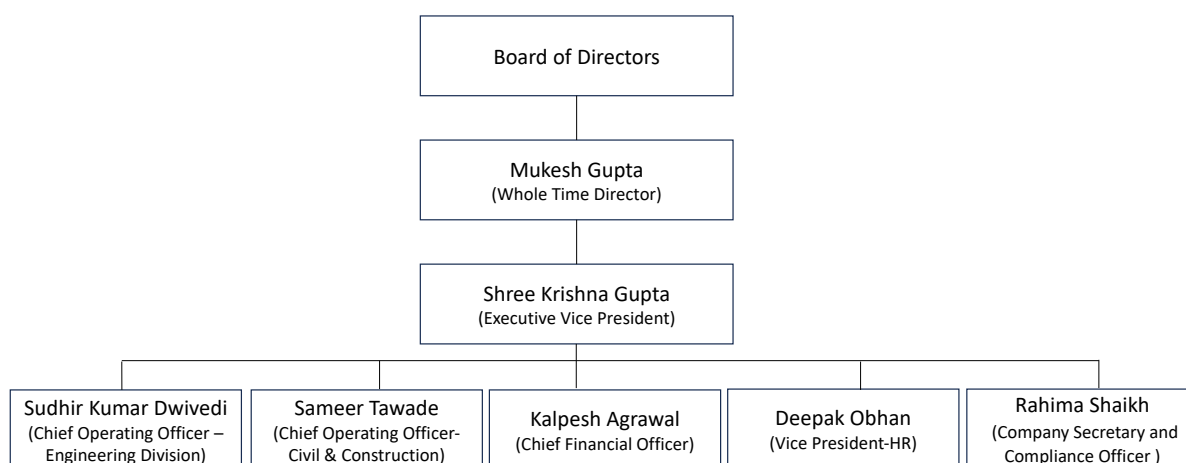 Board of Directors
Mukesh Gupta
(Whole Time Director)
Shree Krishna Gupta
(Executive Vice President)
Sudhir Kumar Dwivedi
(Chief Operating Officer –
Engineering Division)
Sameer Tawade
(Chief Operating Officer-
Civil & Construction)
Kalpesh Agrawal
(Chief Financial Officer)
Deepak Obhan
(Vice President-HR)
Rahima Shaikh
(Company Secretary and
Compliance Officer )